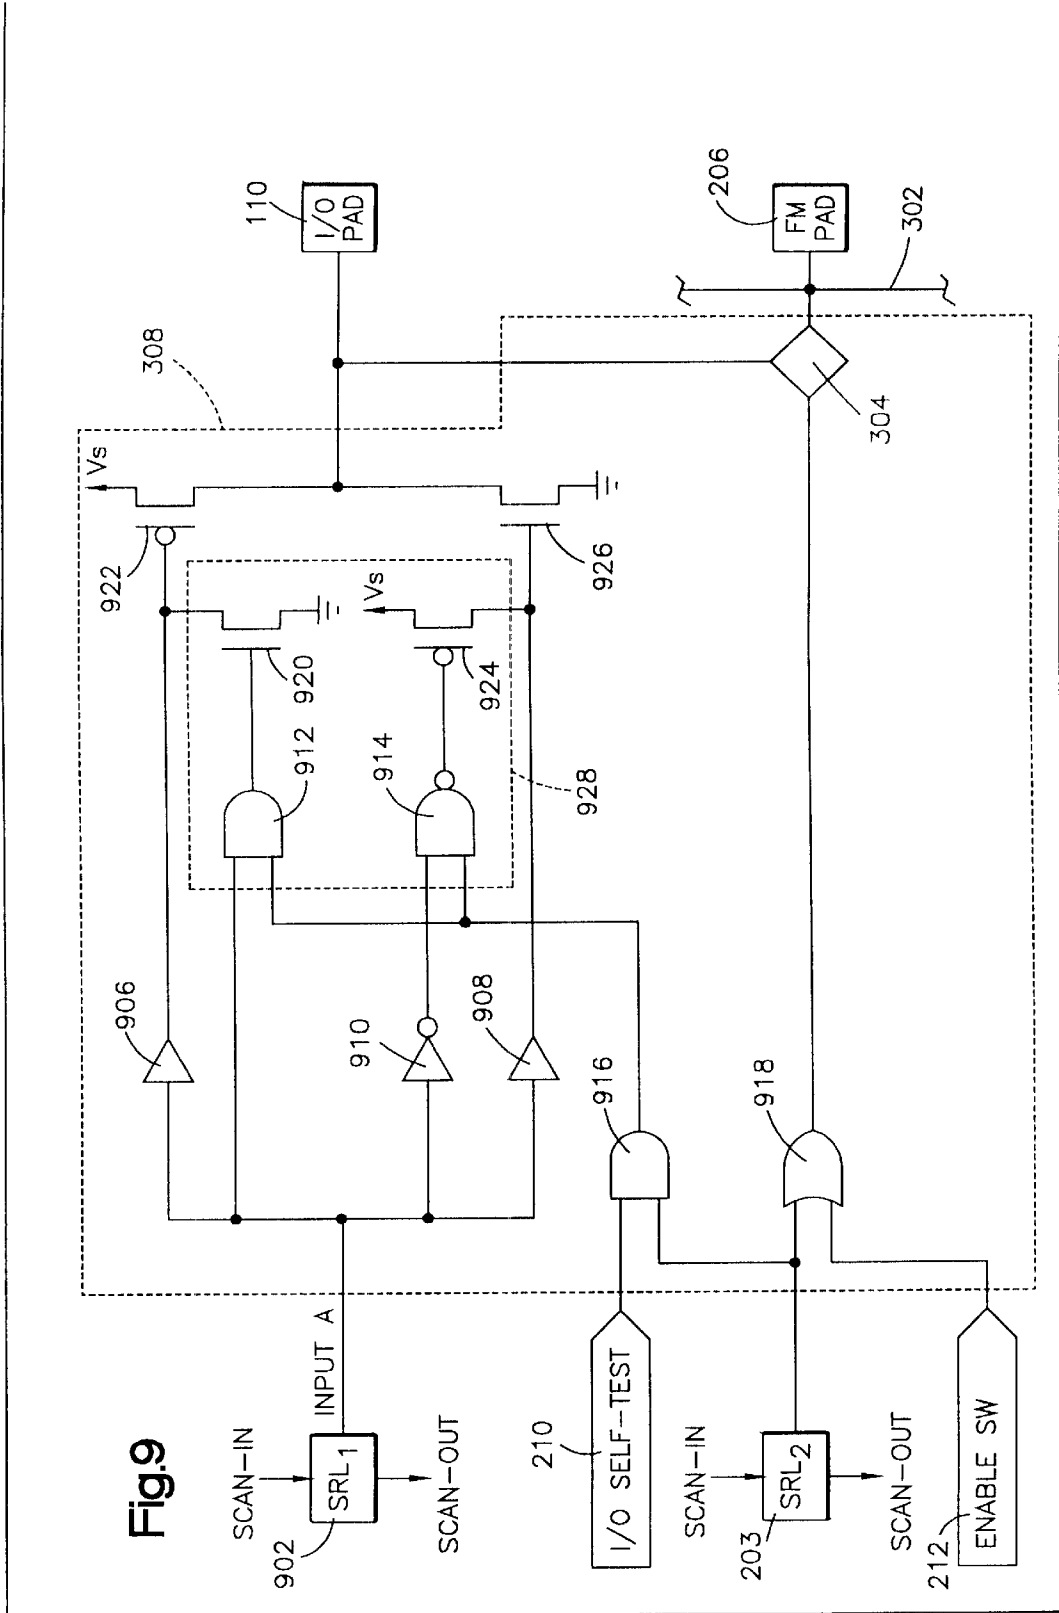 Fig.9
SCAN-IN
902
SRL1
SCAN-OUT
INPUT A
906
910
908
912
914
928
920
924
Vs
922
Vs
926
308
110
I/O
PAD
210
I/O SELF-TEST
916
SCAN-IN
203
SRL2
SCAN-OUT
212
ENABLE SW
918
304
206
FM
PAD
302